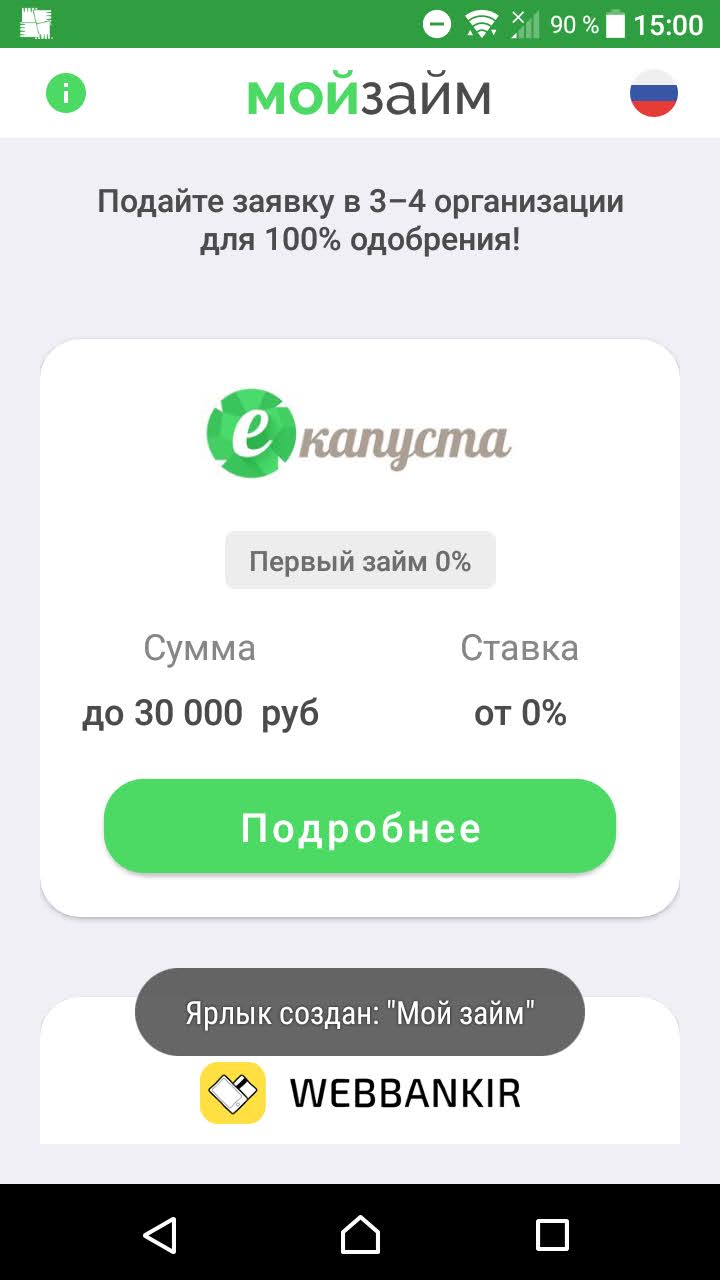 90 % 15:00
i мойзайм
Подайте заявку в 3–4 организации
для 100% одобрения!
екапуста
Первый займ 0%
Сумма Ставка
до 30 000 руб от 0%
Подробнее
Ярлык создан: "Мой займ"
WEBBANKIR